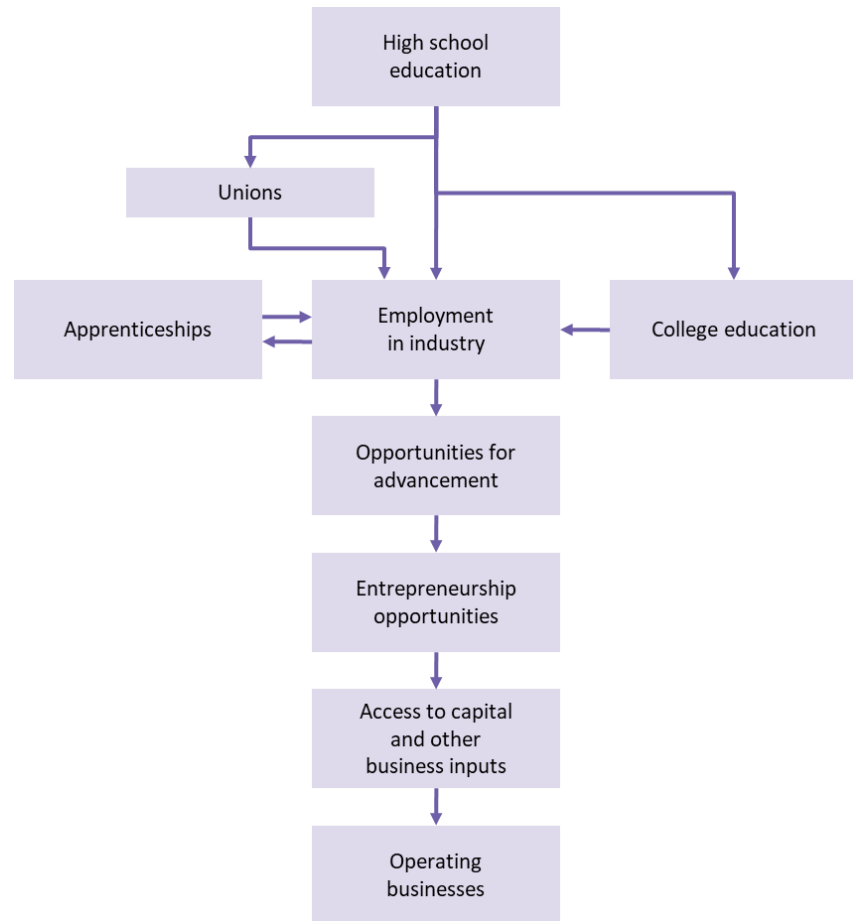 High school
education
Unions
Apprenticeships
Employment
in industry
College education
Opportunities for
advancement
Entrepreneurship
opportunities
Access to capital
and other
business inputs
Operating
businesses